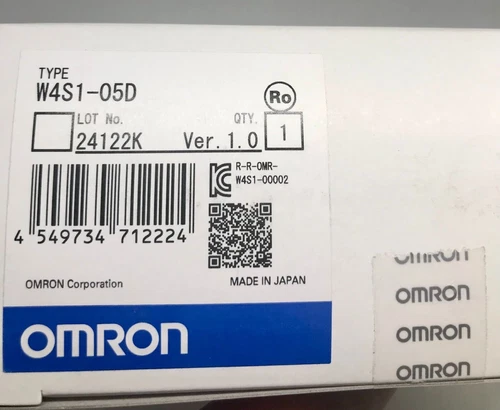 TYPE
W4S1-05D
Ro
LOT No.
QTY.
24122K
Ver.1.0
1
R-R-OMR-
W4S1-00002
4 549734 712224
OMRON Corporation
MADE IN JAPAN
OMRON
OMRON
OMRON
OMRON
OMRON